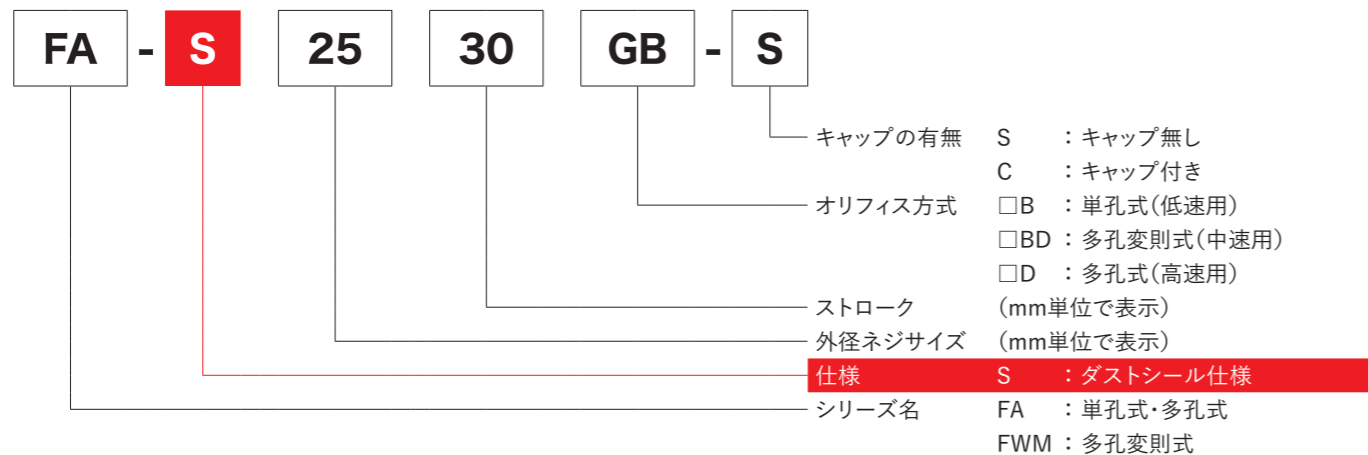 FA - S 25 30 GB - S
キャップの有無 S ：キャップ無し
C ：キャップ付き
オリフィス方式 □B ：単孔式(低速用)
□BD：多孔変則式(中速用)
□D ：多孔式(高速用)
ストローク (mm単位で表示)
外径ネジサイズ (mm単位で表示)
仕様 S ：ダストシール仕様
シリーズ名 FA ：単孔式・多孔式
FWM：多孔変則式